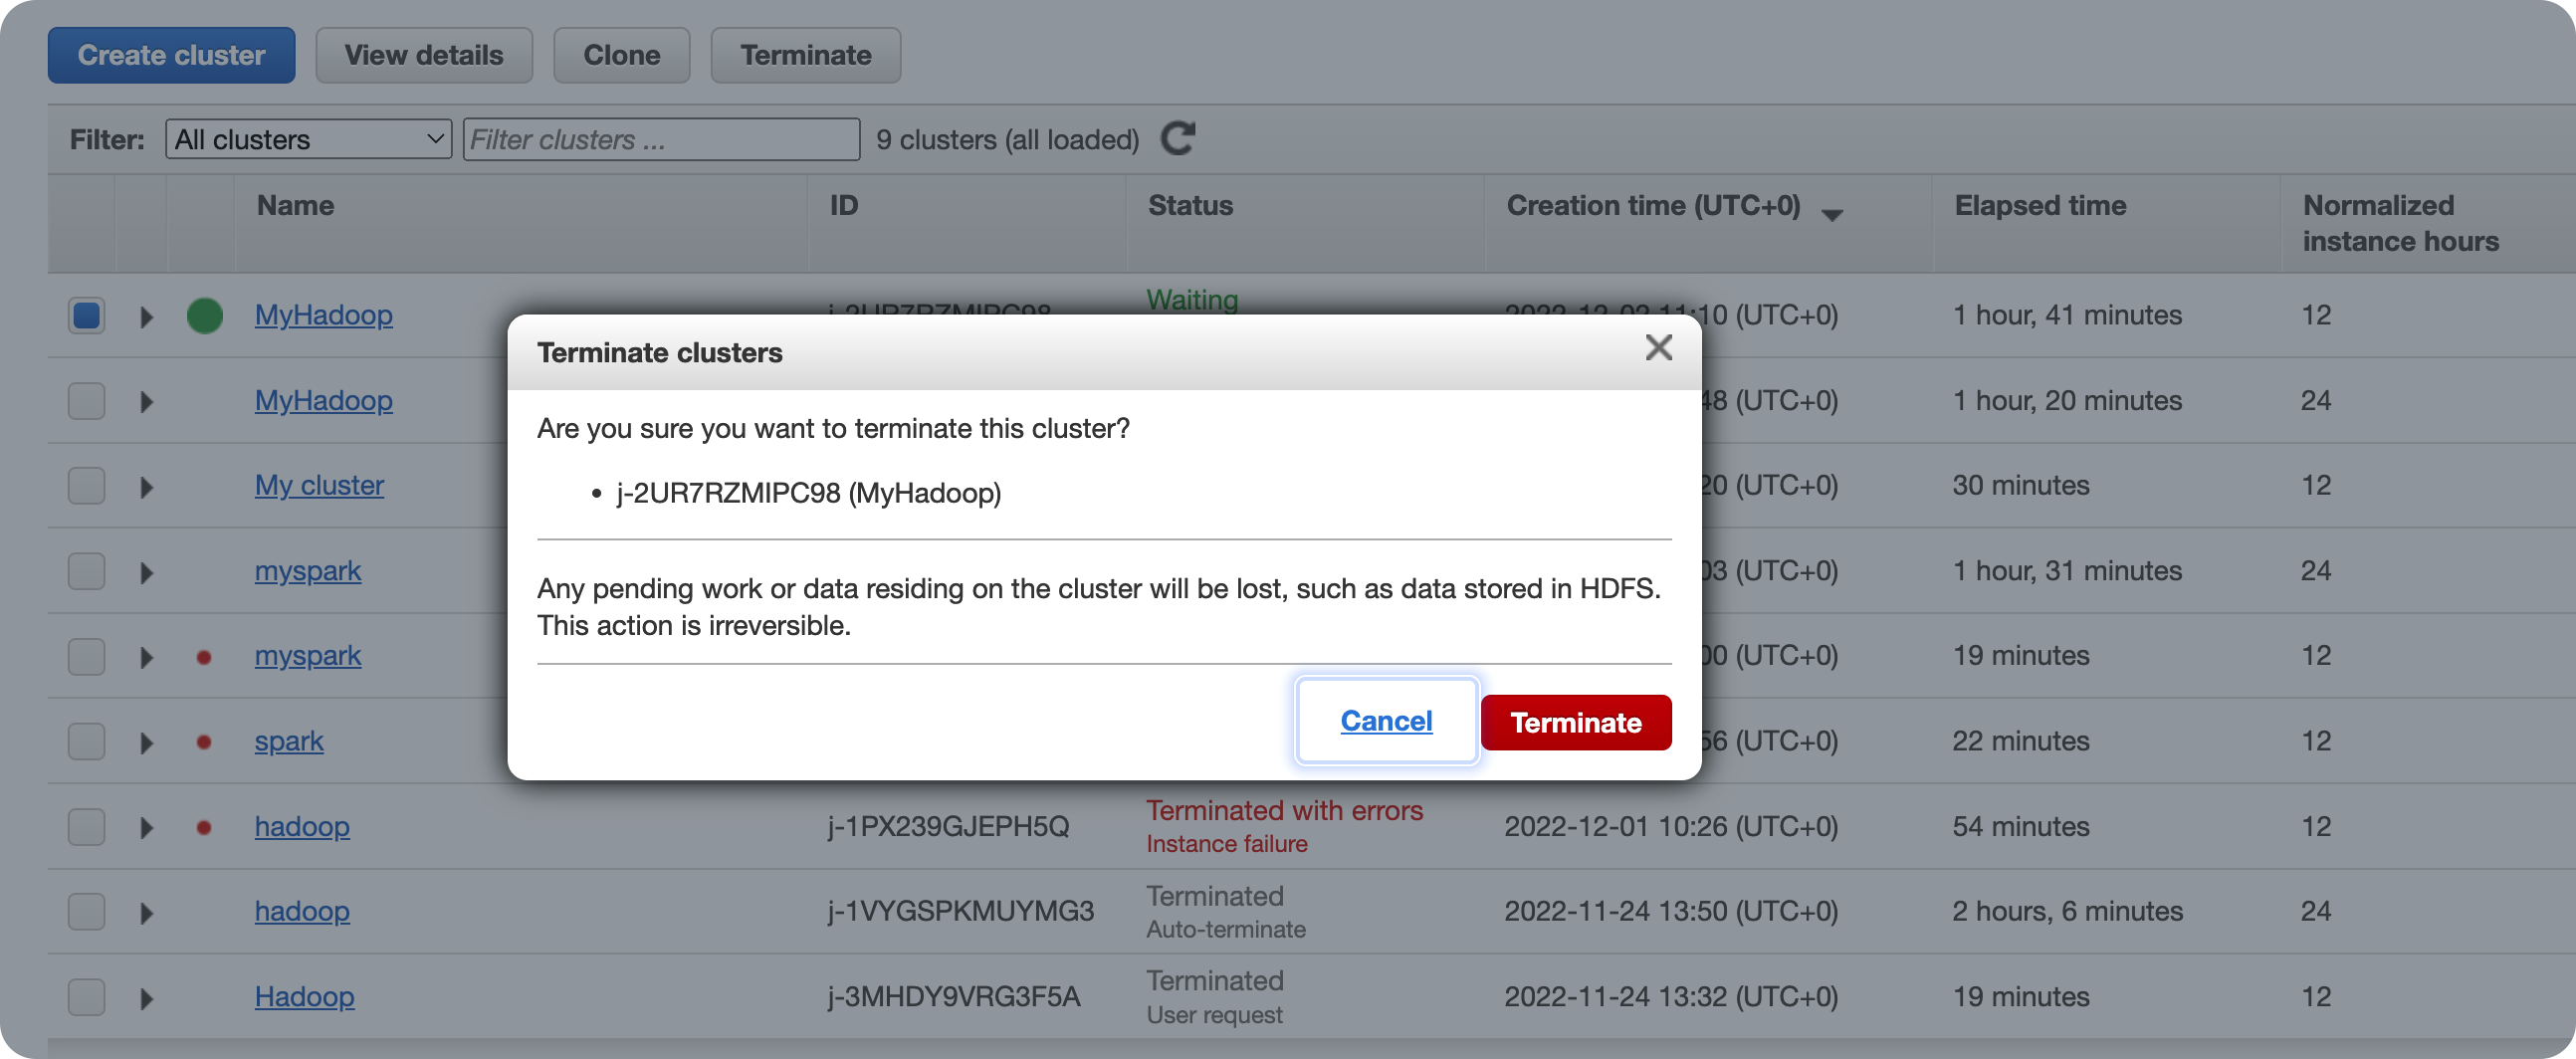 Create cluster View details Clone Terminate
Filter: All clusters Filter clusters ... 9 clusters (all loaded)
Name ID Status Creation time (UTC+0) Elapsed time Normalized
instance hours
Waiting
MyHadoop j-2UR7RZMIPC98 2022-12-02 11:10 (UTC+0) 1 hour, 41 minutes 12
Terminate clusters
MyHadoop 48 (UTC+0) 1 hour, 20 minutes 24
Are you sure you want to terminate this cluster?
My cluster 20 (UTC+0) 30 minutes 12
• j-2UR7RZMIPC98 (MyHadoop)
myspark 03 (UTC+0) 1 hour, 31 minutes 24
Any pending work or data residing on the cluster will be lost, such as data stored in HDFS.
This action is irreversible.
myspark 00 (UTC+0) 19 minutes 12
Cancel Terminate
spark 56 (UTC+0) 22 minutes 12
Terminated with errors
hadoop j-1PX239GJEPH5Q 2022-12-01 10:26 (UTC+0) 54 minutes 12
Instance failure
Terminated
hadoop j-1VYGSPKMUYMG3 2022-11-24 13:50 (UTC+0) 2 hours, 6 minutes 24
Auto-terminate
Terminated
Hadoop j-3MHDY9VRG3F5A 2022-11-24 13:32 (UTC+0) 19 minutes 12
User request